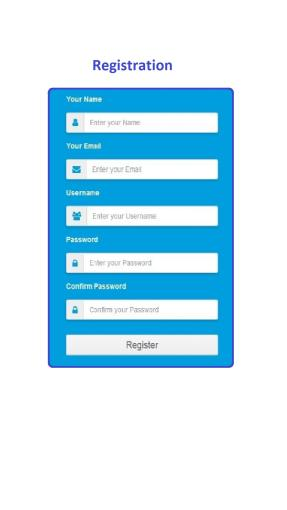 Registration
Your Name
Enter your Name
Your Email
Enter your Email
Username
Enter your Username
Password
Enter your Password
Confirm Password
Confirm your Password
Register